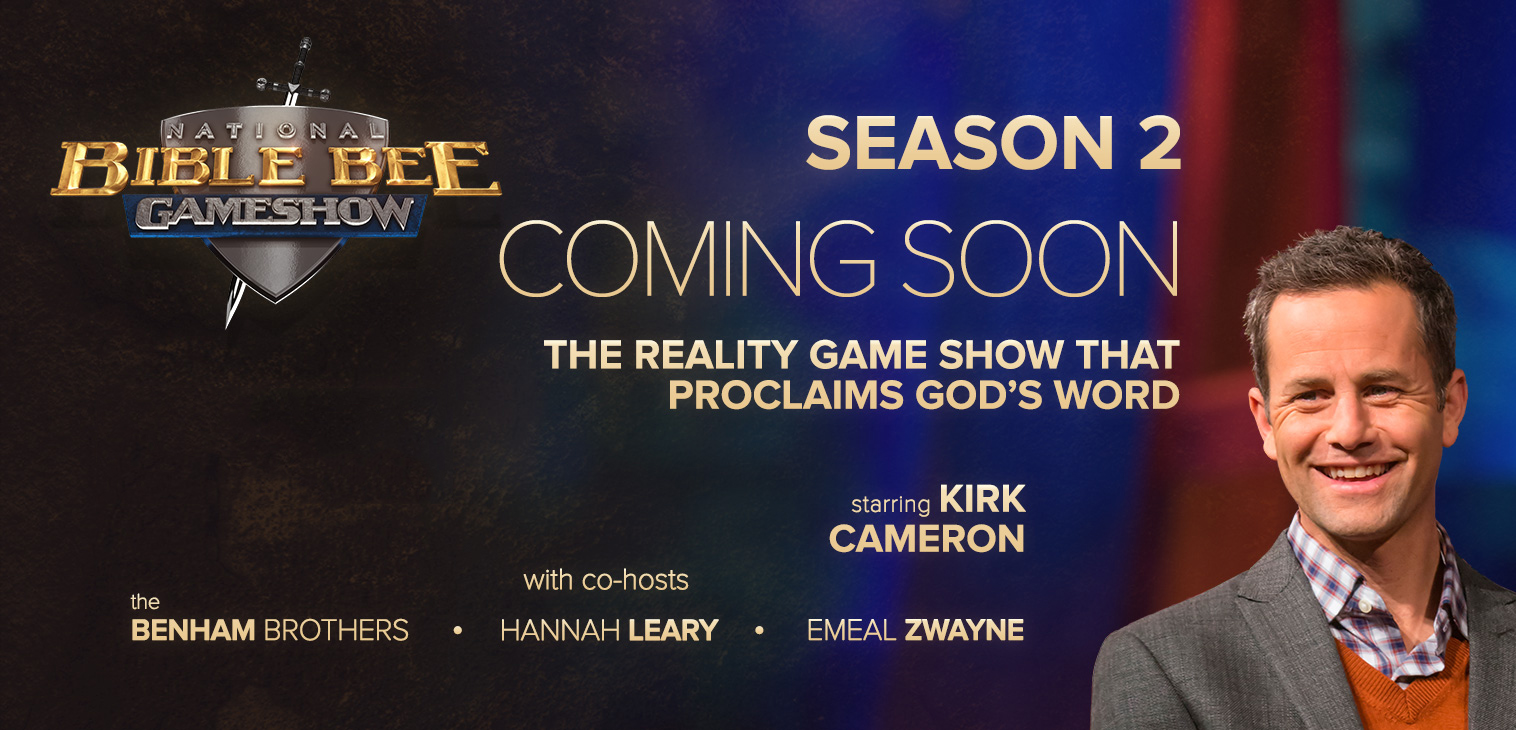 NATIONAL
BIBLE BEE
GAMESHOW
SEASON 2
COMING SOON
THE REALITY GAME SHOW THAT
PROCLAIMS GOD’S WORD
starring KIRK
CAMERON
with co-hosts
the
BENHAM BROTHERS • HANNAH LEARY • EMEAL ZWAYNE